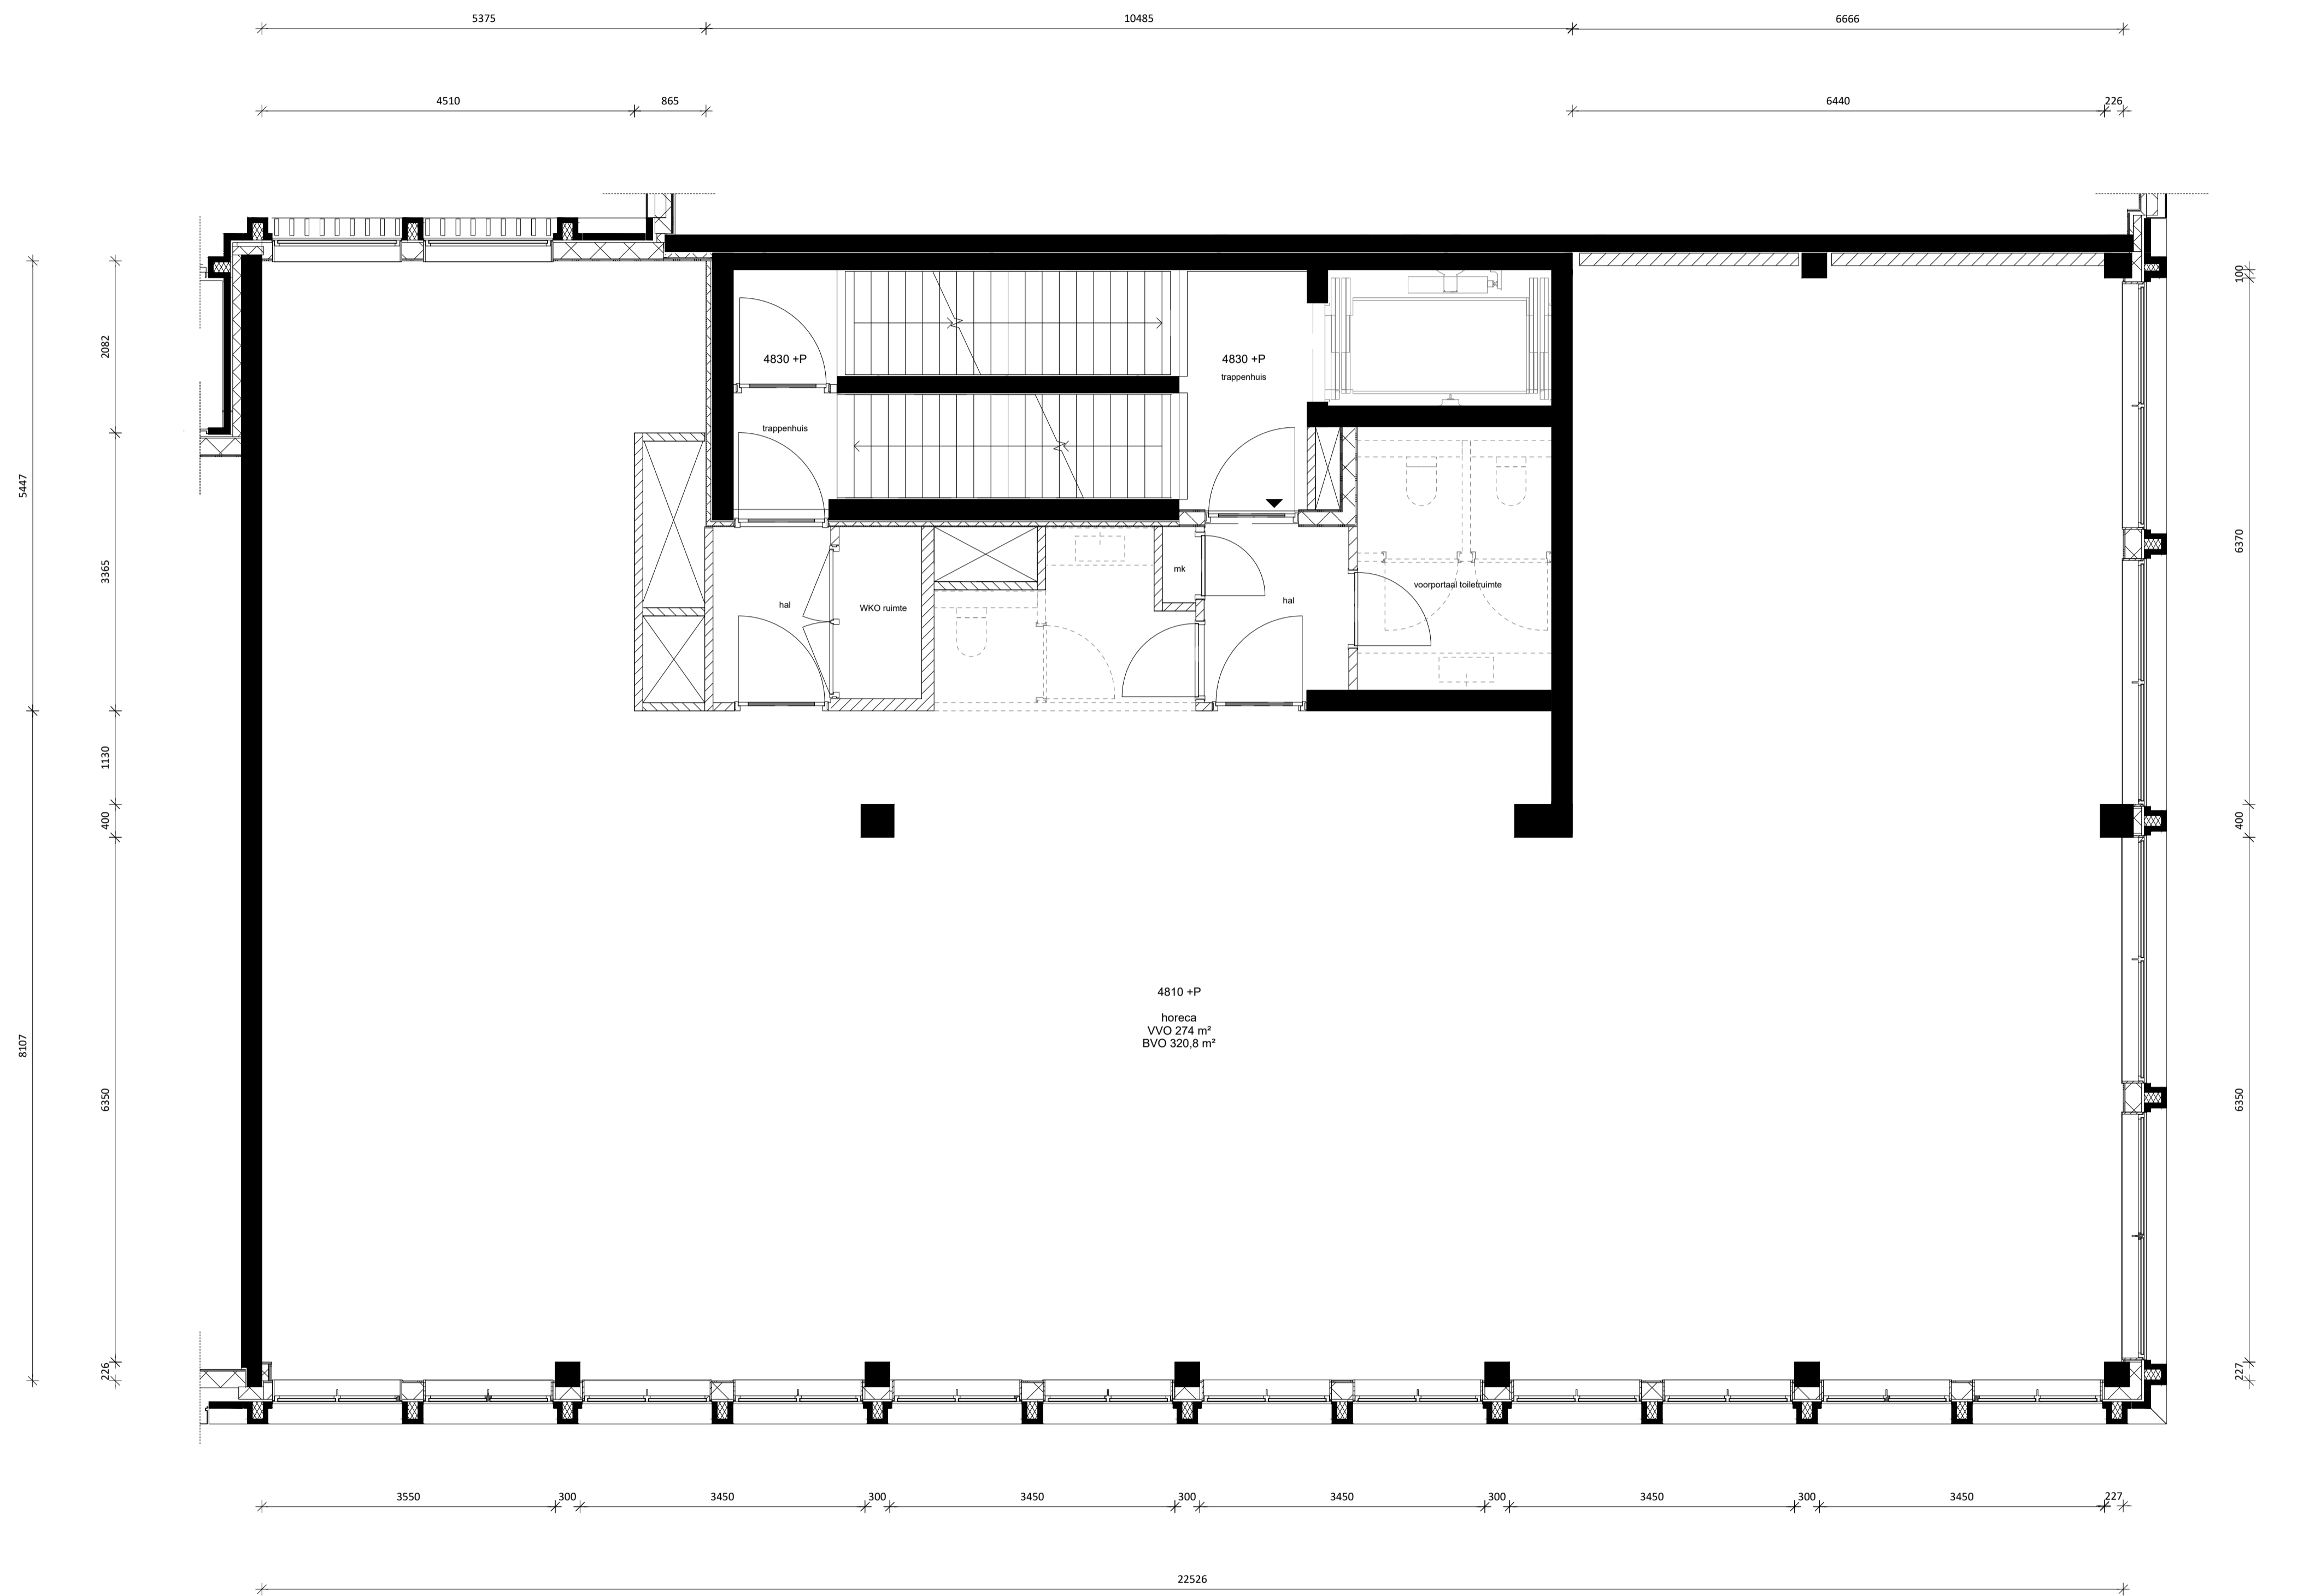 5375
10485
6666
4510
865
6440
226
100
2082
4830 +P
4830 +P
trappenhuis
trappenhuis
5447
3365
6370
mk
voorportaal toiletruimte
hal
WKO ruimte
hal
1130
400
400
4810 +P
horeca
VVO 274 m²
BVO 320,8 m²
8107
6350
6350
226
227
3550
300
3450
300
3450
300
3450
300
3450
300
3450
227
22526